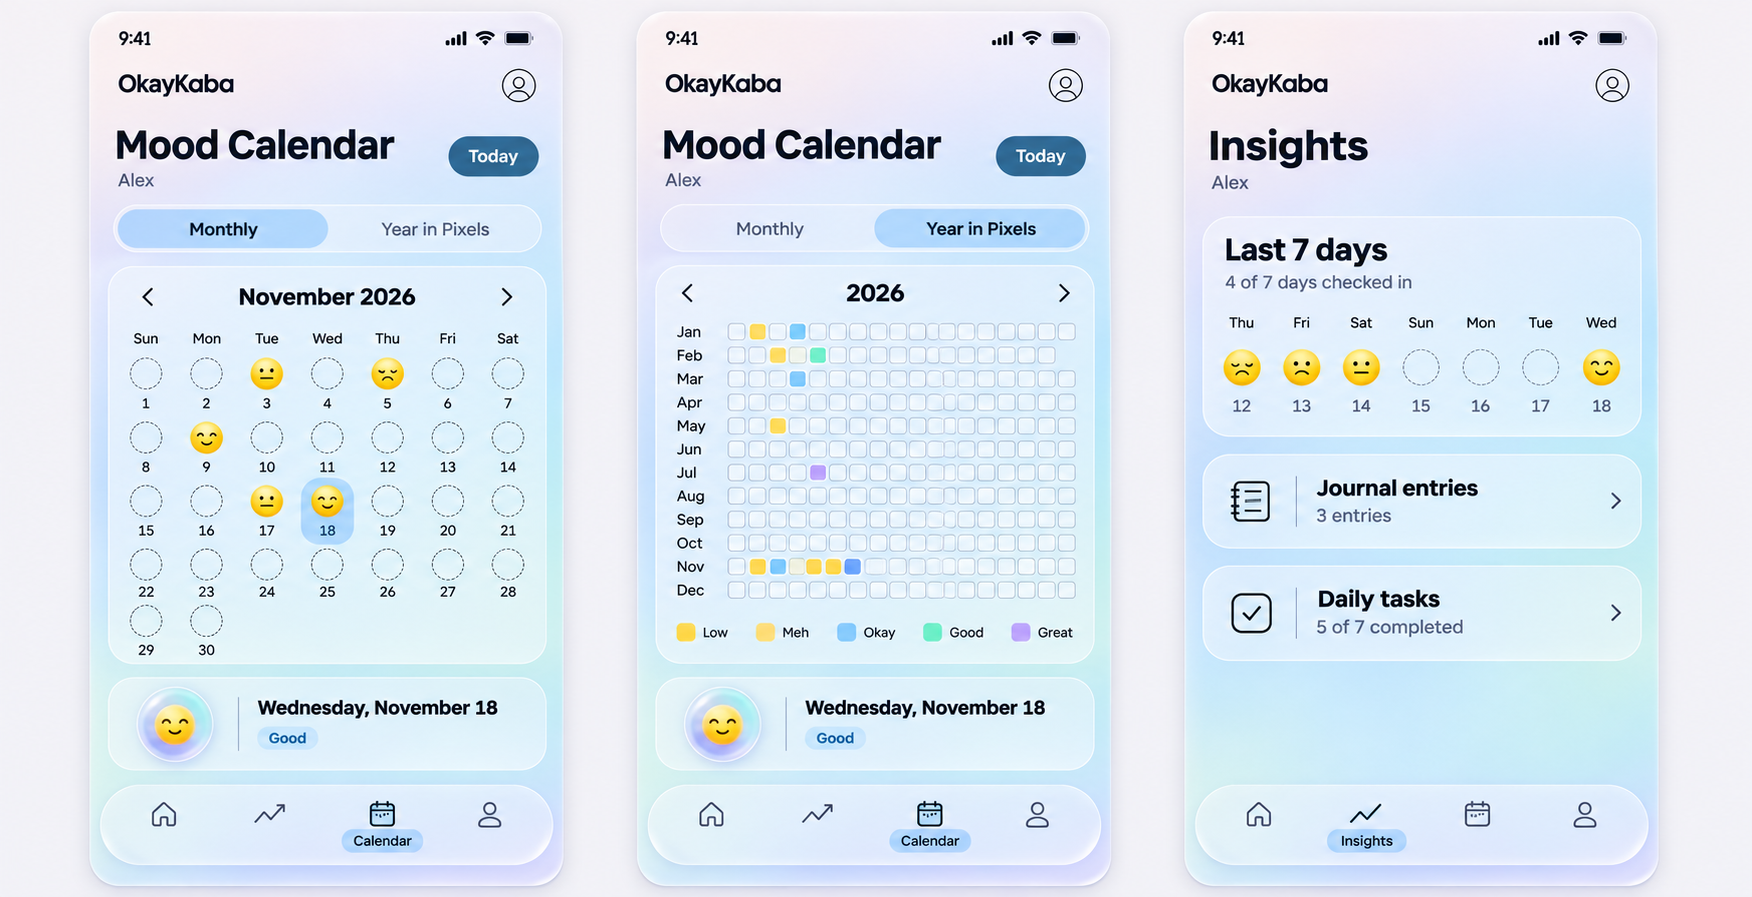 9:41
OkayKaba
Mood Calendar
Today
Alex
Monthly
Year in Pixels
November 2026
Sun Mon Tue Wed Thu Fri Sat
1 2 3 4 5 6 7
8 9 10 11 12 13 14
15 16 17 18 19 20 21
22 23 24 25 26 27 28
29 30
Wednesday, November 18
Good
Calendar
9:41
OkayKaba
Mood Calendar
Today
Alex
Monthly
Year in Pixels
2026
Jan
Feb
Mar
Apr
May
Jun
Jul
Aug
Sep
Oct
Nov
Dec
Low Meh Okay Good Great
Wednesday, November 18
Good
Calendar
9:41
OkayKaba
Insights
Alex
Last 7 days
4 of 7 days checked in
Thu Fri Sat Sun Mon Tue Wed
12 13 14 15 16 17 18
Journal entries
3 entries
Daily tasks
5 of 7 completed
Insights